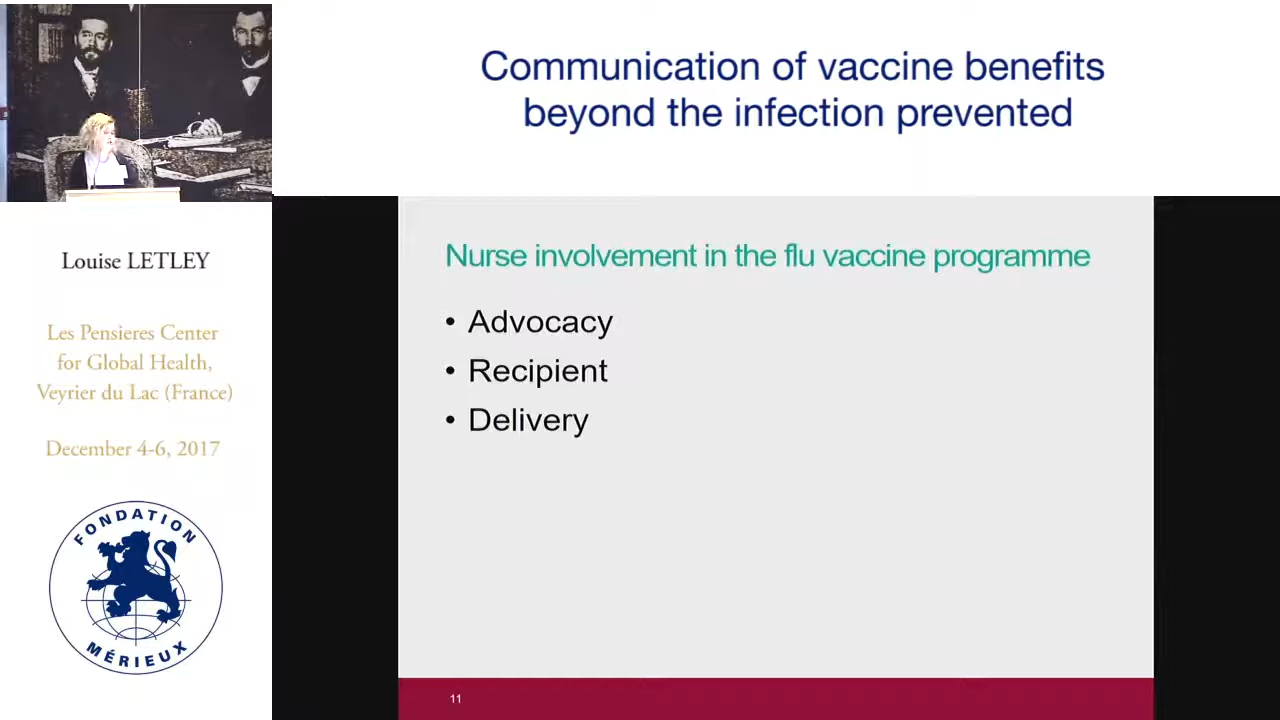 Communication of vaccine benefits
beyond the infection prevented
Louise LETLEY
Les Pensieres Center
for Global Health,
Veyrier du Lac (France)
December 4-6, 2017
FONDATION
MÉRIEUX
Nurse involvement in the flu vaccine programme
• Advocacy
• Recipient
• Delivery
11